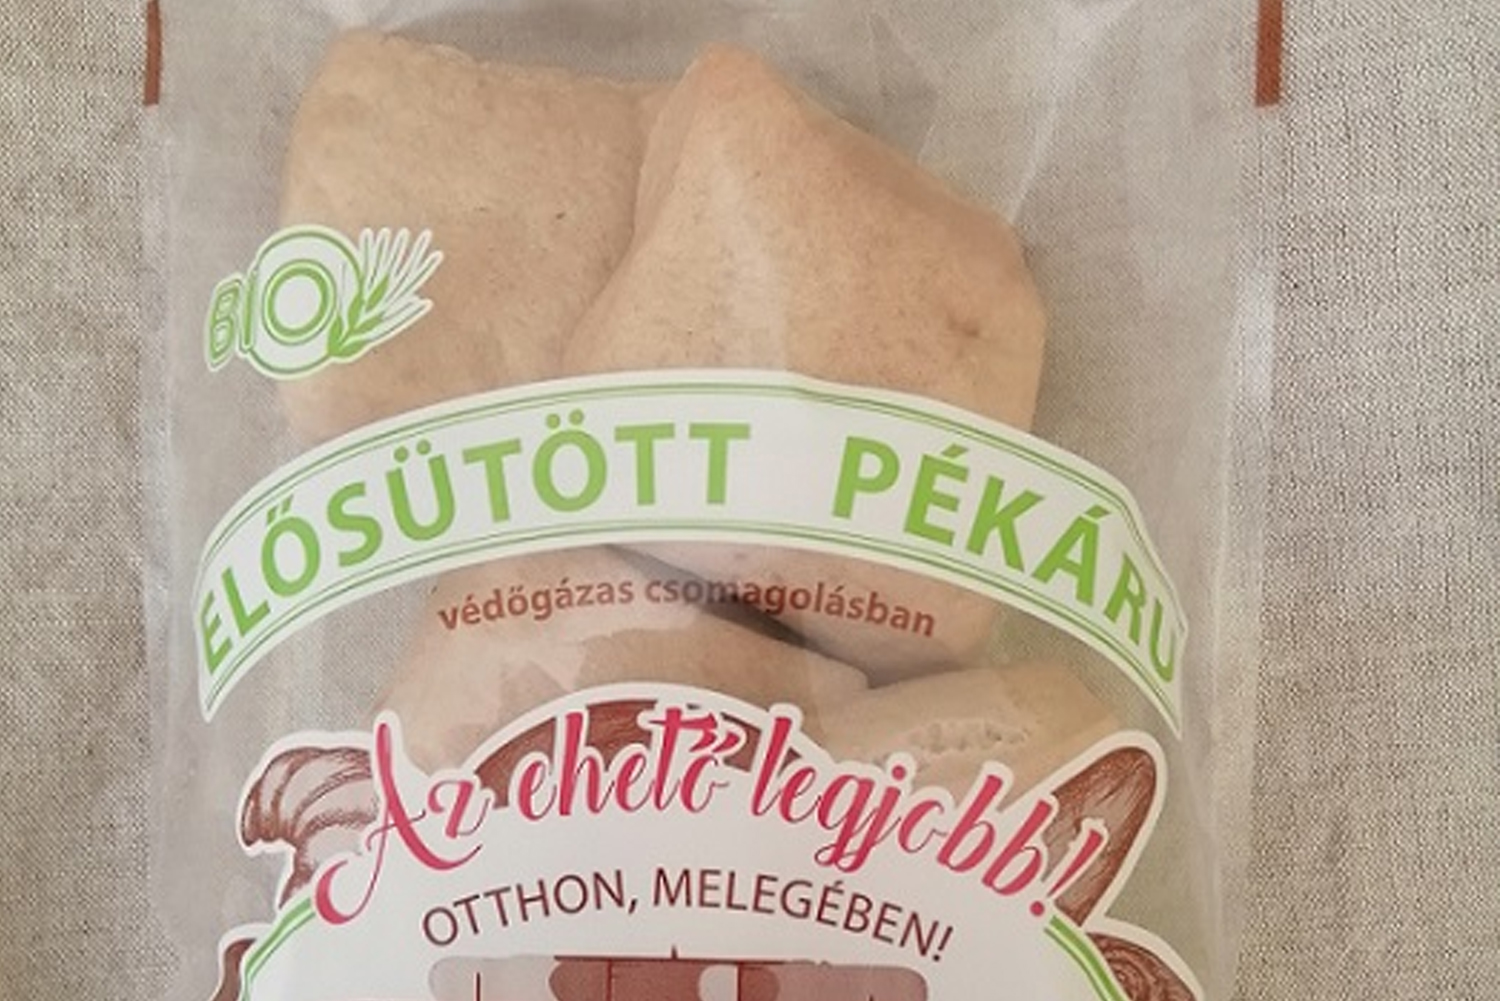 BIO
ELŐSÜTÖTT PÉKÁRU
védőgázas csomagolásban
Az ehető legjobb!
OTTHON, MELEGÉBEN!